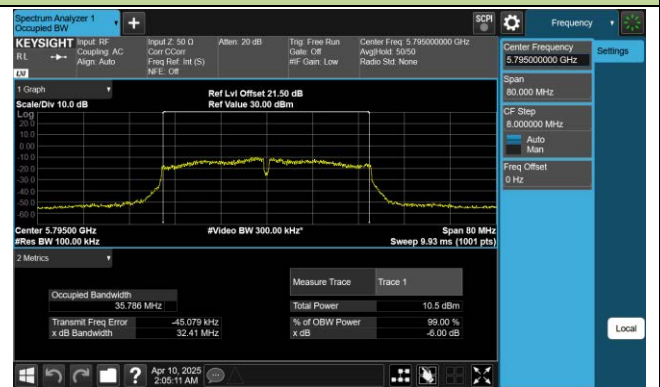 Spectrum Analyzer 1
Occupied BW
SCPI
Frequency
KEYSIGHT
RL
LXI
Input: RF
Coupling: AC
Align: Auto
Input Z: 50 Ω
Corr CCorr
Freq Ref: Int (S)
NFE: Off
Atten: 20 dB
Trig: Free Run
Gate: Off
#IF Gain: Low
Center Freq: 5.795000000 GHz
Avg|Hold: 50/50
Radio Std: None
Center Frequency
5.795000000 GHz
Settings
Span
80.000 MHz
CF Step
8.000000 MHz
Auto
Man
Freq Offset
0 Hz
1 Graph
Scale/Div 10.0 dB
Ref Lvl Offset 21.50 dB
Ref Value 30.00 dBm
Log
20.0
10.0
0.00
-10.0
-20.0
-30.0
-40.0
-50.0
-60.0
Center 5.79500 GHz
#Res BW 100.00 kHz
#Video BW 300.00 kHz*
Span 80 MHz
Sweep 9.93 ms (1001 pts)
2 Metrics
Measure Trace Trace 1
Occupied Bandwidth
35.786 MHz
Total Power 10.5 dBm
Transmit Freq Error -45.079 kHz
% of OBW Power 99.00 %
x dB Bandwidth 32.41 MHz
x dB -6.00 dB
Local
?
Apr 10, 2025
2:05:11 AM